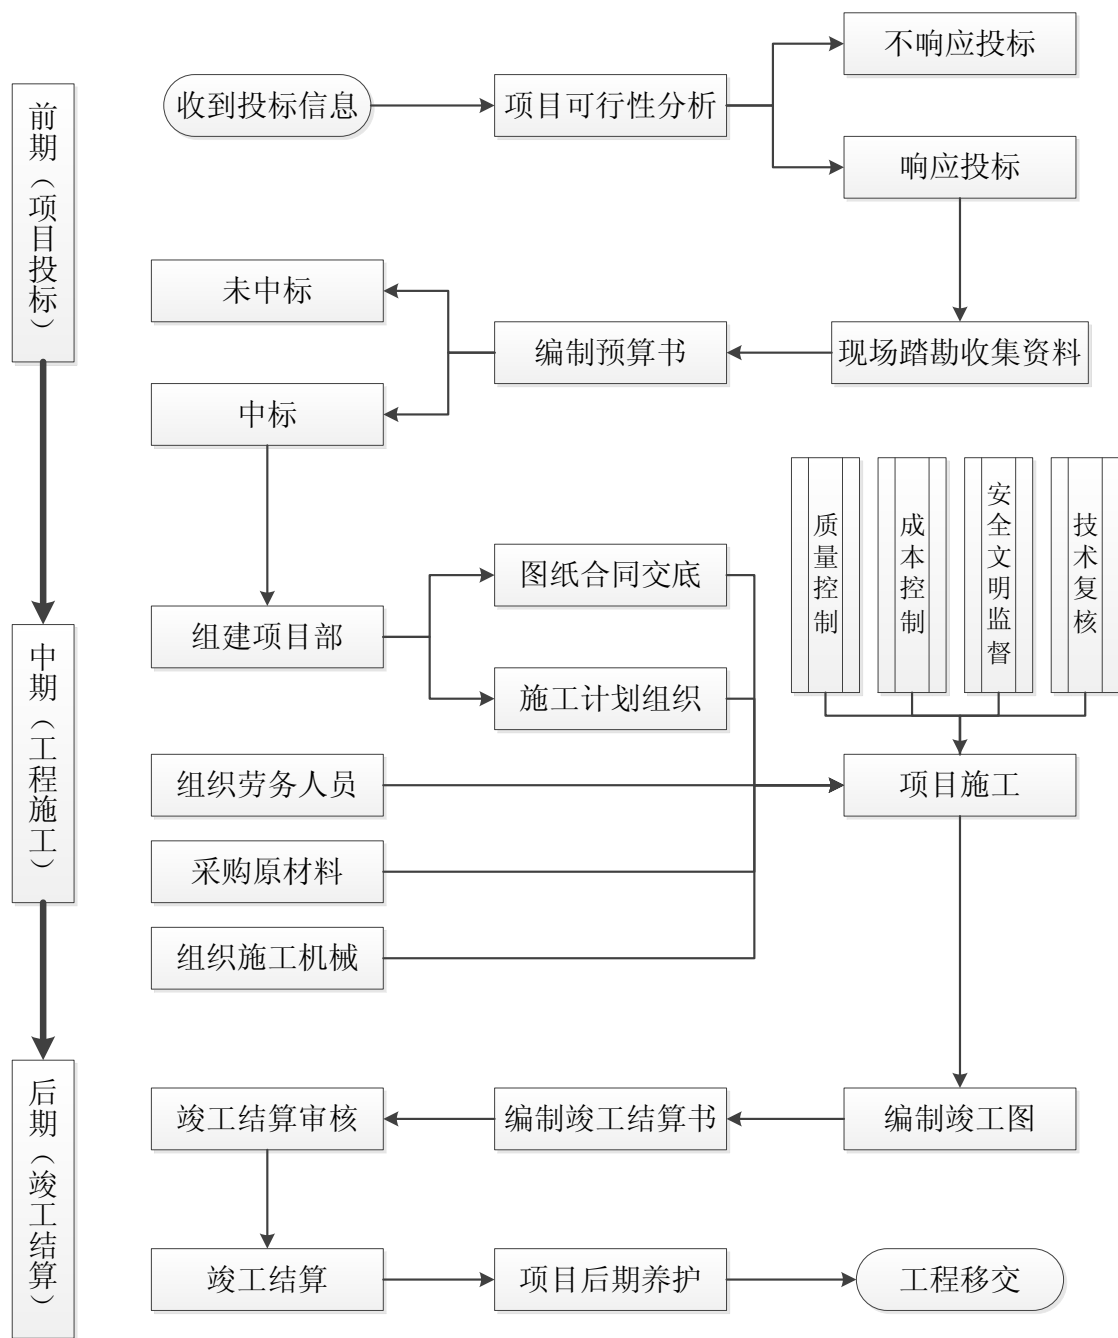 前期（项目投标）
收到投标信息
项目可行性分析
不响应投标
响应投标
未中标
编制预算书
现场踏勘收集资料
中标
质量控制
成本控制
安全文明监督
技术复核
中期（工程施工）
组建项目部
图纸合同交底
施工计划组织
组织劳务人员
项目施工
采购原材料
组织施工机械
后期（竣工结算）
竣工结算审核
编制竣工结算书
编制竣工图
竣工结算
项目后期养护
工程移交